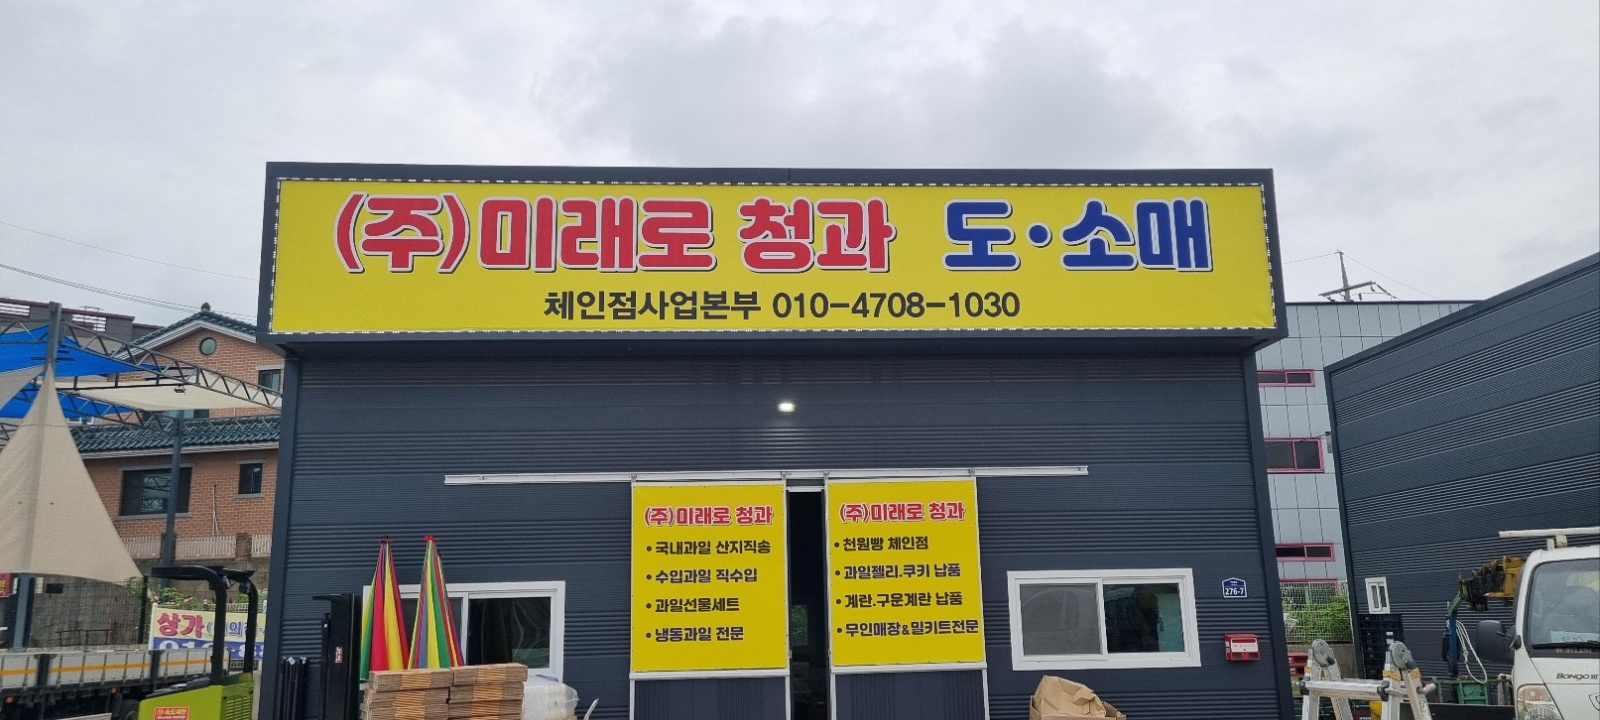 (주)미래로 청과 도·소매
체인점사업본부 010-4708-1030
(주)미래로 청과
•국내과일 산지직송
•수입과일 직수입
•과일선물세트
•냉동과일 전문
(주)미래로 청과
•천원빵 체인점
•과일젤리.쿠키 납품
•계란.구운계란 납품
•무인매장&밀키트전문
276-7
상가
BONGO III